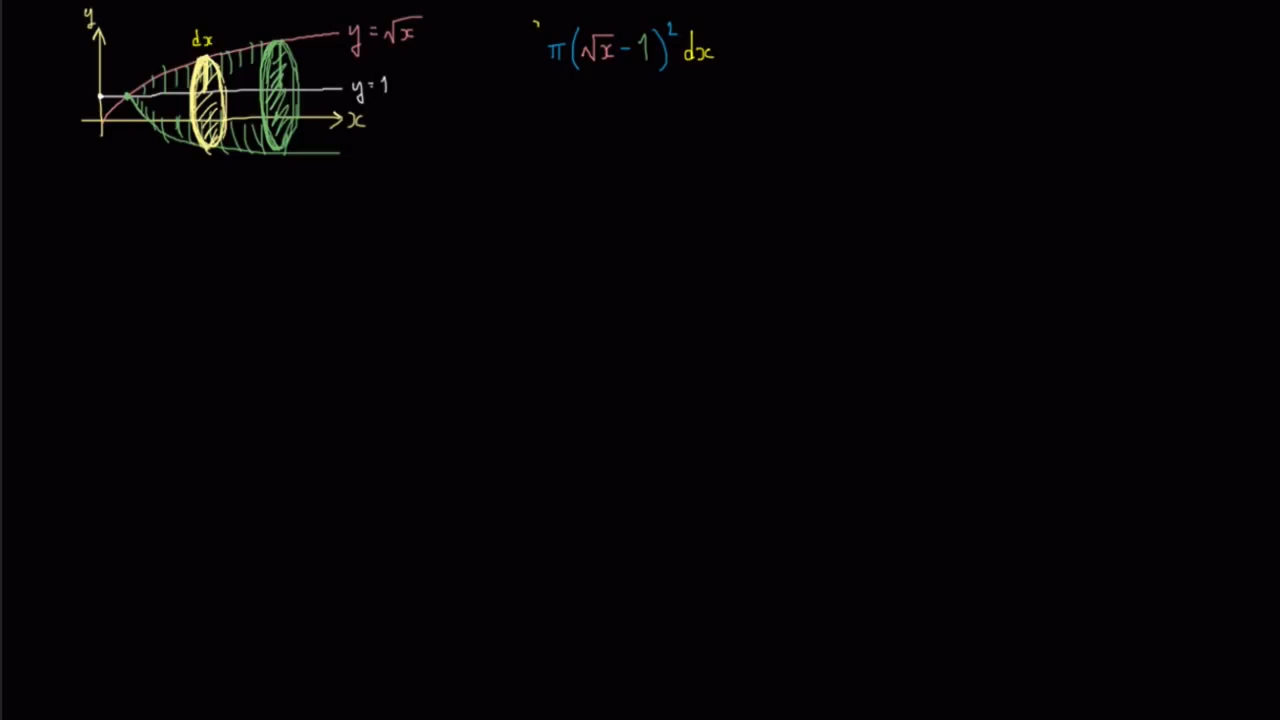 y
dx
y = √x
y = 1
x
π(√x - 1)² dx